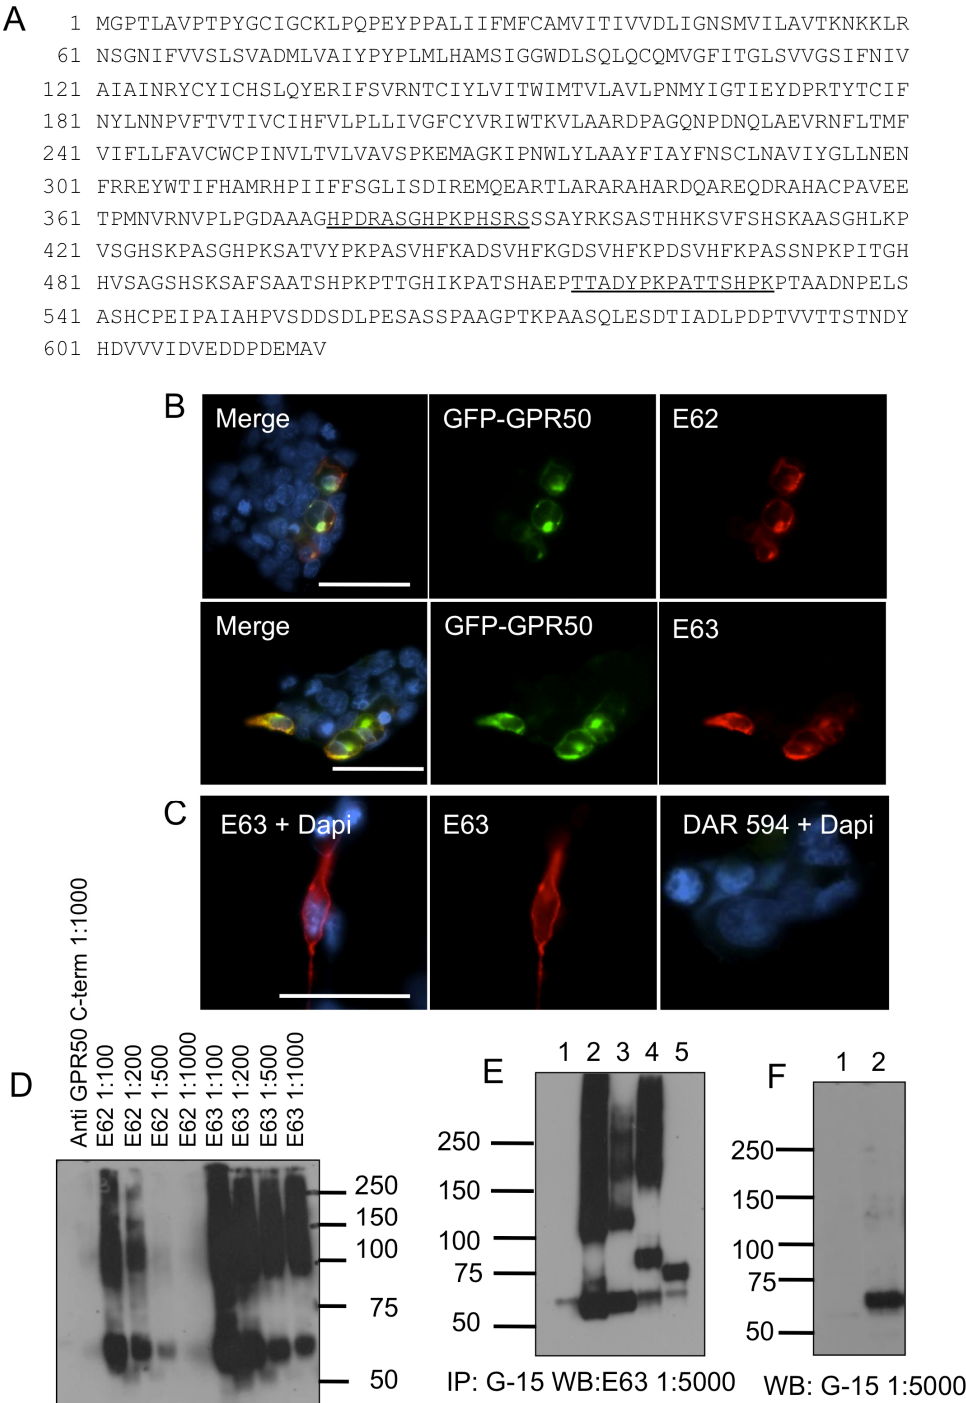 A
1 MGPTLAVPTPYGCIGCKLPQPEYPPALIIFMFCAMVITIVVDLIGNSMVILAVTKNKKLR
61 NSGNIFVVSLSVADMLVAIYPYPLMLHAMSIGGWDLSQLQCQMVGFITGLSVVGSIFNIV
121 AIAINRYCYICHSLQYERIFSVRNTCIYLVITWIMTVLAVLPNMYIGTIEYDPRTYTCIF
181 NYLNNPVFTVTIVCIHFVLPLLIVGFCYVRIWTKVLAARDPAGQNPDNQLAEVRNFLTMF
241 VIFLLFAVCWCPINVLTVLVAVSPKEMAGKIPNWLYLAAYFIAYFNSCLNAVIYGLLNEN
301 FRREYWTIFHAMRHPIIFFSGLISDIREMQEARTLARARAHARDQAREQDRAHACPAVEE
361 TPMNVRNVPLPGDAAAGHPDRASGHPKPHSRSSSAYRKSASTHHKSVFSHSKAASGHLKP
421 VSGHSKPASGHPKSATVYPKPASVHFKADSVHFKGDSVHFKPDSVHFKPASSNPKPITGH
481 HVSAGSHSKSAFSAATSHPKPTTGHIKPATSHAEPTTADYPKPATTSHPKPTAADNPELS
541 ASHCPEIPAIAHPVSDDSDLPESASSPAAGPTKPAASQLESDTIADLPDPTVVTTSTNDY
601 HDVVVIDVEDDPDEMAV
B
Merge GFP-GPR50 E62
Merge GFP-GPR50 E63
C
E63 + Dapi E63 DAR 594 + Dapi
D
Anti GPR50 C-term 1:1000
E62 1:100
E62 1:200
E62 1:500
E62 1:1000
E63 1:100
E63 1:200
E63 1:500
E63 1:1000
250
150
100
75
50
E
1 2 3 4 5
250
150
100
75
50
IP: G-15 WB:E63 1:5000
F
1 2
250
150
100
75
50
WB: G-15 1:5000